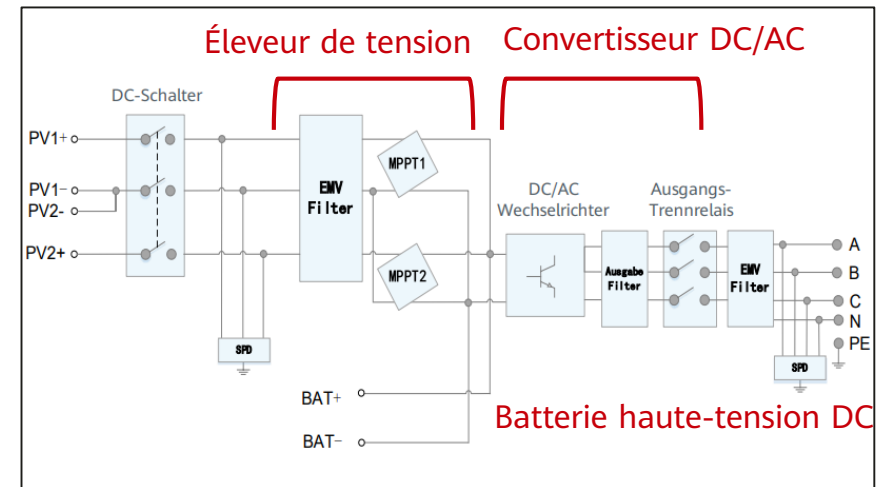 Éleveur de tension
Convertisseur DC/AC
DC-Schalter
PV1+
PV1-
PV2-
PV2+
EMV
Filter
MPPT1
MPPT2
DC/AC
Wechselrichter
Ausgabe
Filter
Ausgangs-
Trennrelais
EMV
Filter
A
B
C
N
PE
SPD
SPD
BAT+
BAT-
Batterie haute-tension DC